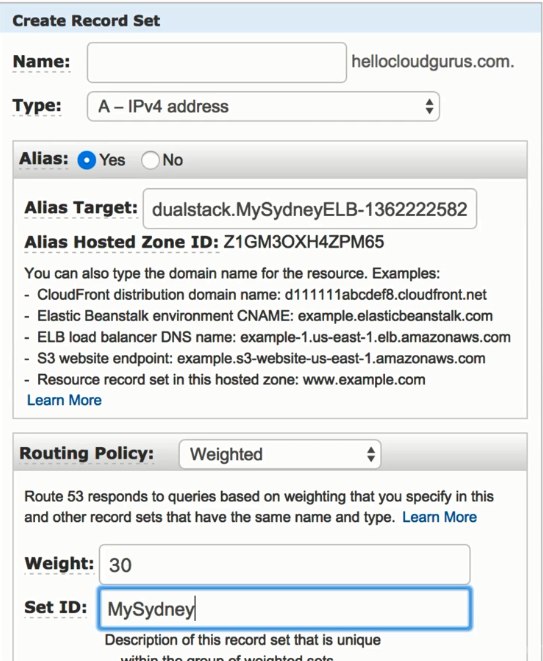 Create Record Set
Name: hellocloudgurus.com.
Type: A – IPv4 address
Alias: Yes No
Alias Target: dualstack.MySydneyELB-1362222582
Alias Hosted Zone ID: Z1GM3OXH4ZPM65
You can also type the domain name for the resource. Examples:
- CloudFront distribution domain name: d111111abcdef8.cloudfront.net
- Elastic Beanstalk environment CNAME: example.elasticbeanstalk.com
- ELB load balancer DNS name: example-1.us-east-1.elb.amazonaws.com
- S3 website endpoint: example.s3-website-us-east-1.amazonaws.com
- Resource record set in this hosted zone: www.example.com
Learn More
Routing Policy: Weighted
Route 53 responds to queries based on weighting that you specify in this
and other record sets that have the same name and type. Learn More
Weight: 30
Set ID: MySydney
Description of this record set that is unique
within the group of weighted sets